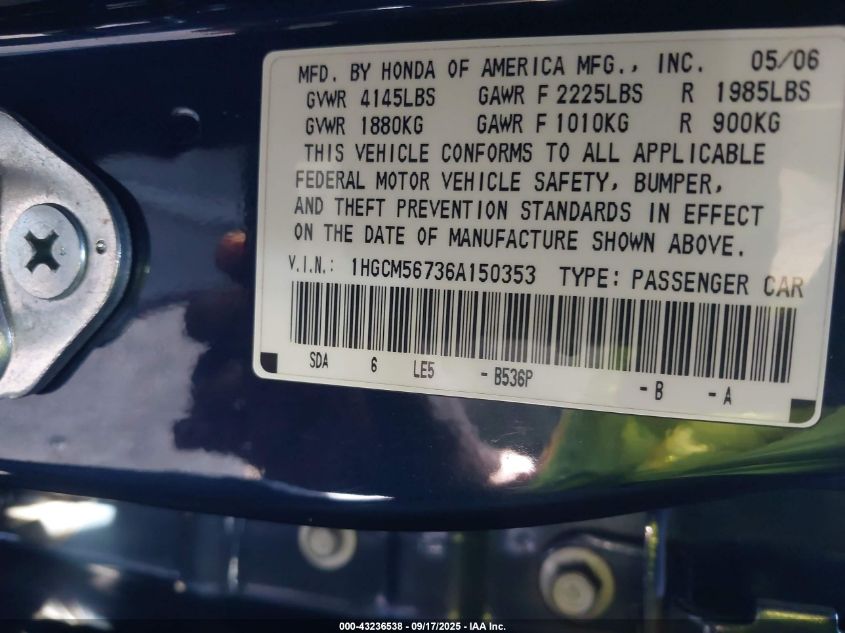 MFD. BY HONDA OF AMERICA MFG., INC. 05/06
GVWR 4145LBS GAWR F 2225LBS R 1985LBS
GVWR 1880KG GAWR F 1010KG R 900KG
THIS VEHICLE CONFORMS TO ALL APPLICABLE
FEDERAL MOTOR VEHICLE SAFETY, BUMPER,
AND THEFT PREVENTION STANDARDS IN EFFECT
ON THE DATE OF MANUFACTURE SHOWN ABOVE.
V.I.N.: 1HGCM56736A150353 TYPE: PASSENGER CAR
SDA 6 LE5 - B536P - B - A
000-43236538 - 09/17/2025 - IAA Inc.